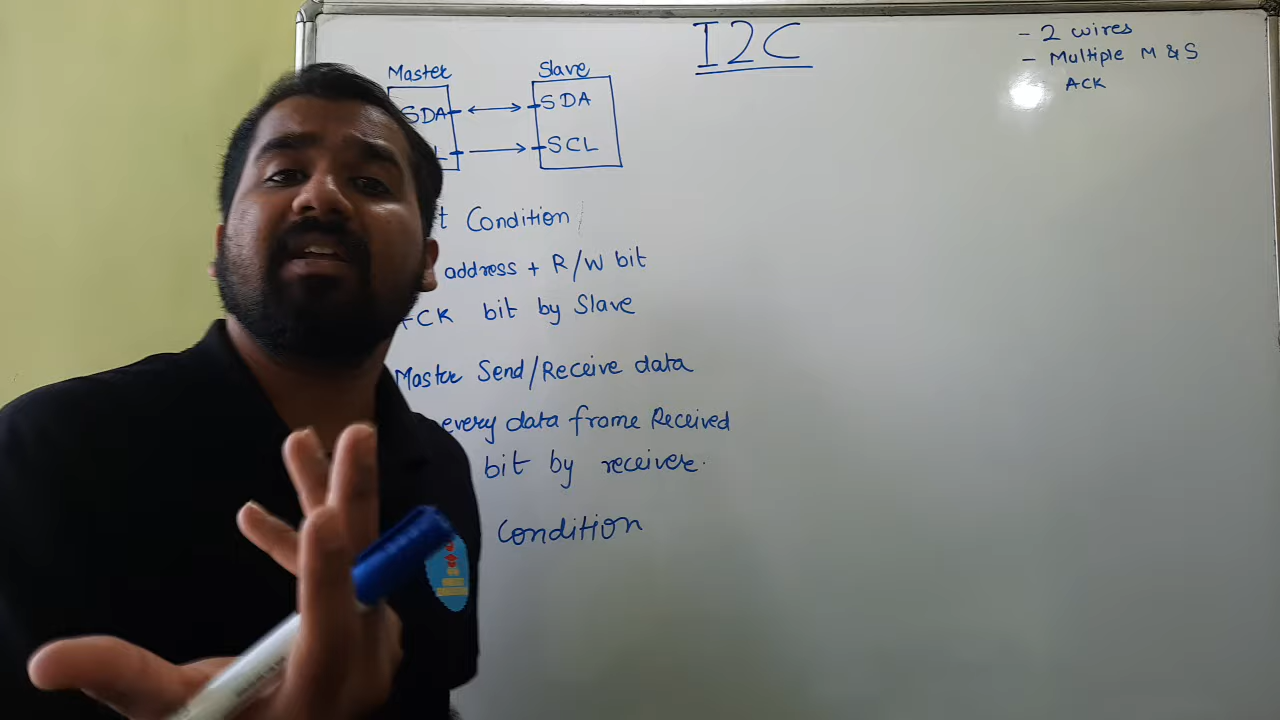 I2C
- 2 wires
- Multiple M & S
ACK
Master
Slave
SDA
SDA
SCL
Condition
address + R/W bit
bit by Slave
Master Send/Receive data
every data frame Received
bit by receiver.
Condition